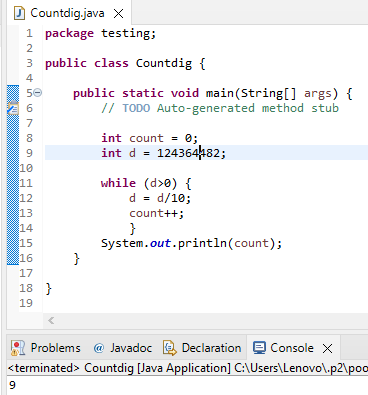 Countdig.java
1 package testing;
2
3 public class Countdig {
4
5 public static void main(String[] args) {
6 // TODO Auto-generated method stub
7
8 int count = 0;
9 int d = 124364482;
10
11 while (d>0) {
12 d = d/10;
13 count++;
14 }
15 System.out.println(count);
16 }
17
18 }
19
Problems Javadoc Declaration Console
<terminated> Countdig [Java Application] C:\Users\Lenovo\.p2\poo
9